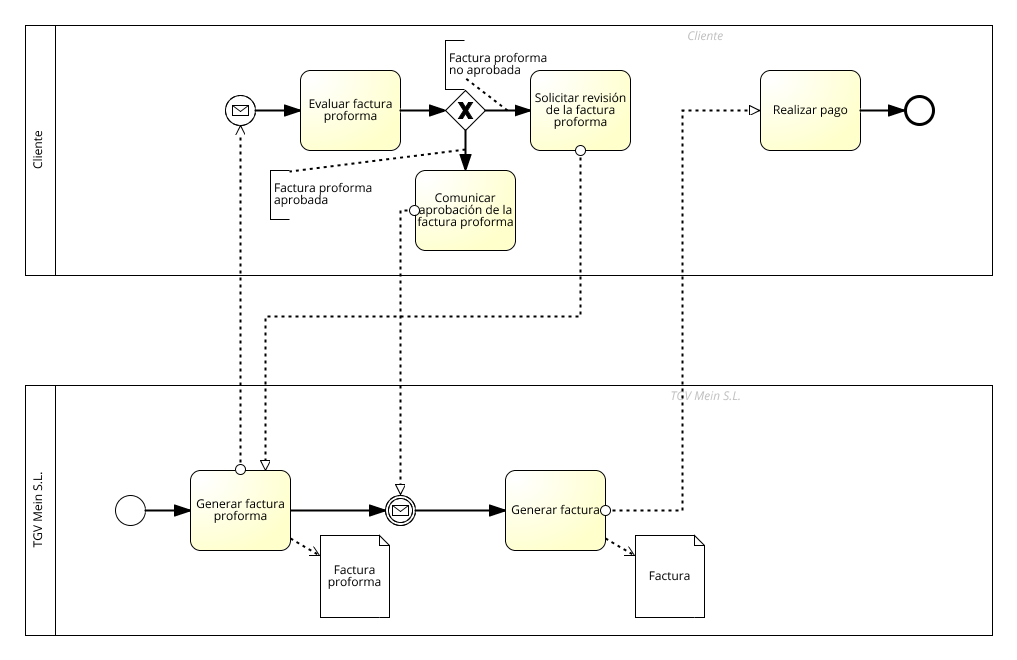 Cliente
Cliente
Factura proforma
no aprobada
Evaluar factura
proforma
Solicitar revisión
de la factura
proforma
Realizar pago
Factura proforma
aprobada
Comunicar
aprobación de la
factura proforma
TGV Mein S.L.
TGV Mein S.L.
Generar factura
proforma
Generar factura
Factura
proforma
Factura